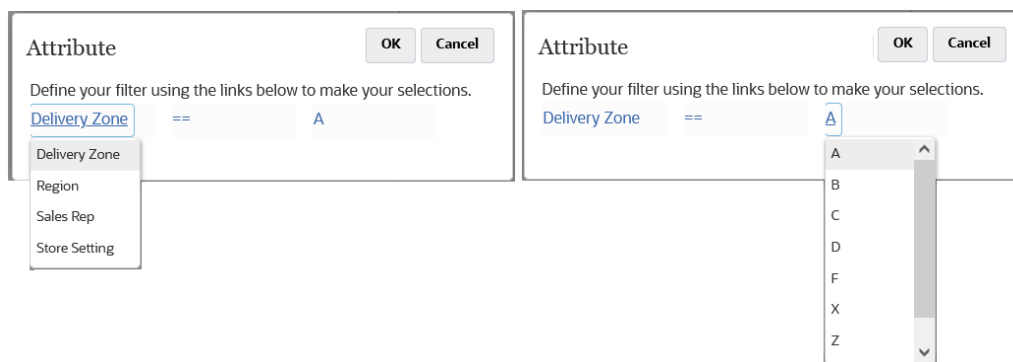 Attribute
OK
Cancel
Define your filter using the links below to make your selections.
Delivery Zone == A
Delivery Zone
Region
Sales Rep
Store Setting
Attribute
OK
Cancel
Define your filter using the links below to make your selections.
Delivery Zone == A
A
B
C
D
F
X
Z